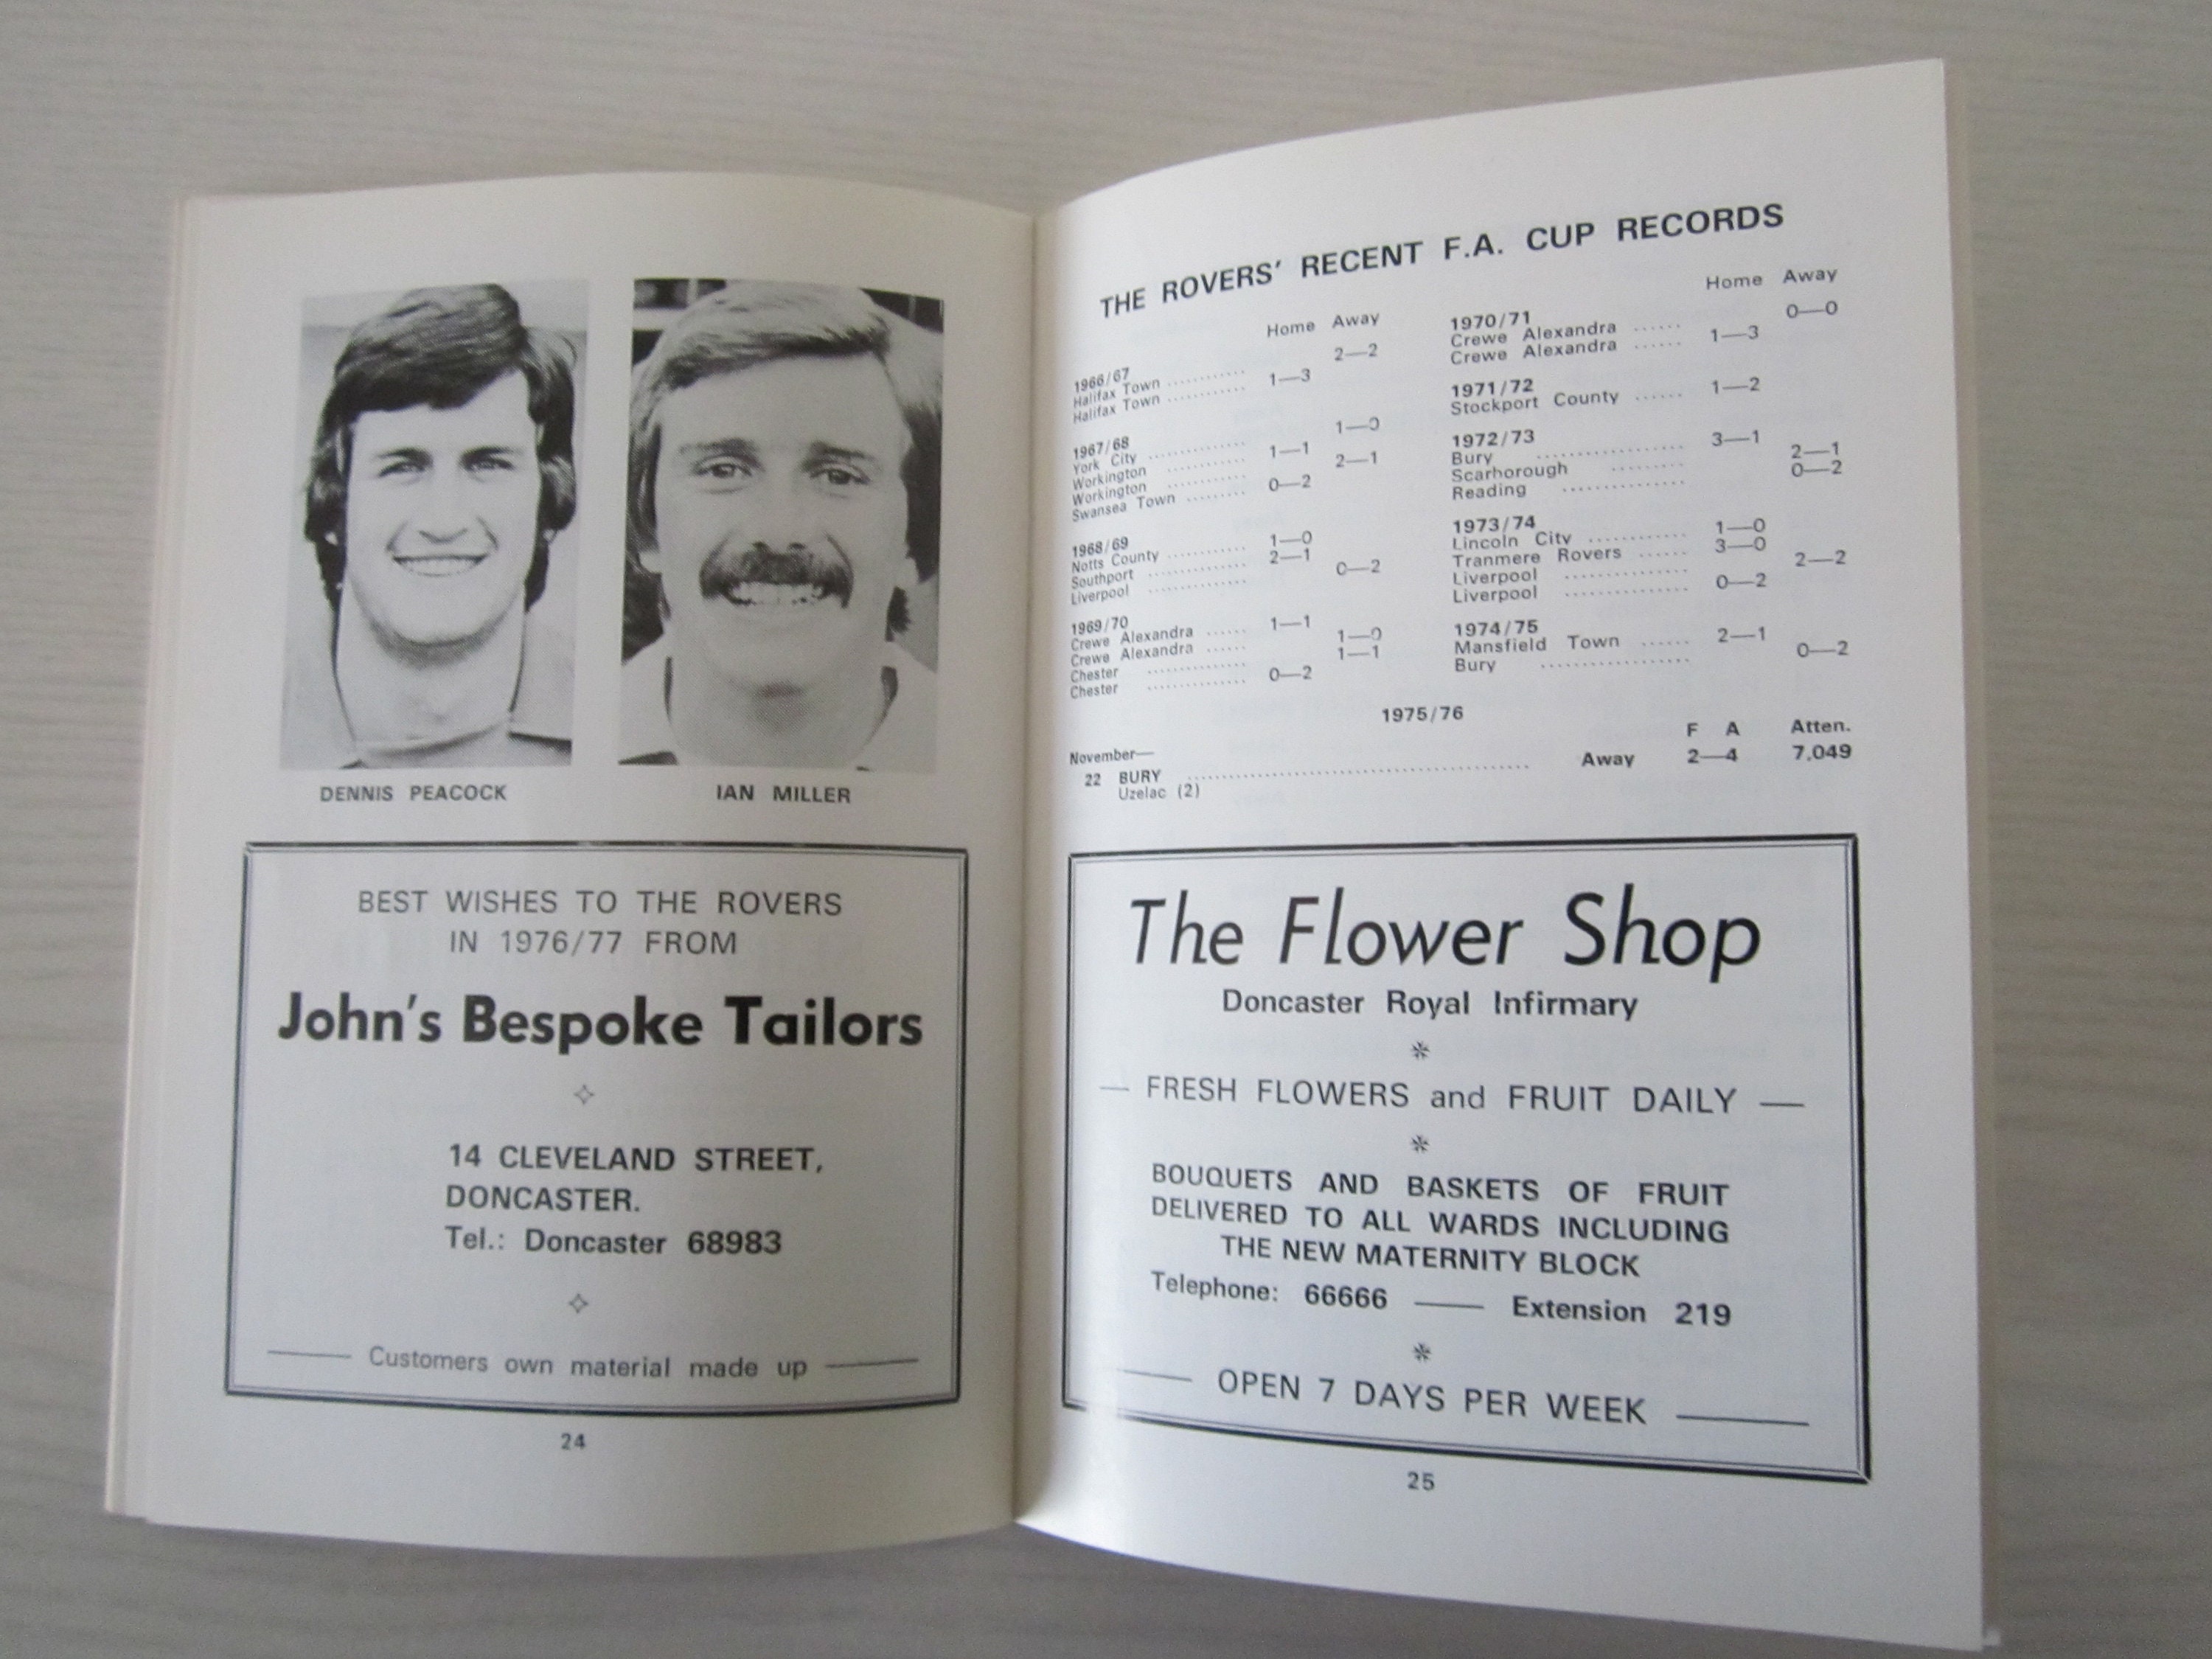 DENNIS PEACOCK
IAN MILLER
BEST WISHES TO THE ROVERS
IN 1976/77 FROM
John's Bespoke Tailors
14 CLEVELAND STREET,
DONCASTER.
Tel.: Doncaster 68983
Customers own material made up
24
THE ROVERS' RECENT F.A. CUP RECORDS
Home Away
1966/67
Halifax Town ............ 2—2
Halifax Town ............ 1—3
1967/68
York City ............... 1—0
Workington ............ 1—1
Workington ............ 2—1
Swansea Town ......... 0—2
1968/69
Notts County ............ 1—0
Southport ............... 2—1
Liverpool ............... 0—2
1969/70
Crewe Alexandra ...... 1—1
Crewe Alexandra ...... 1—0
Chester ............... 1—1
Chester ............... 0—2
Home Away
1970/71
Crewe Alexandra ...... 0—0
Crewe Alexandra ...... 1—3
1971/72
Stockport County ...... 1—2
1972/73
Bury .................. 3—1
Scarhorough ......... 2—1
Reading ............... 0—2
1973/74
Lincoln City ............ 1—0
Tranmere Rovers ...... 3—0
Liverpool ............... 2—2
Liverpool ............... 0—2
1974/75
Mansfield Town ...... 2—1
Bury .................. 0—2
1975/76
F A Atten.
November—
22 BURY .................. Away 2—4 7,049
Uzelac (2)
The Flower Shop
Doncaster Royal Infirmary
— FRESH FLOWERS and FRUIT DAILY —
BOUQUETS AND BASKETS OF FRUIT
DELIVERED TO ALL WARDS INCLUDING
THE NEW MATERNITY BLOCK
Telephone: 66666 — Extension 219
OPEN 7 DAYS PER WEEK
25